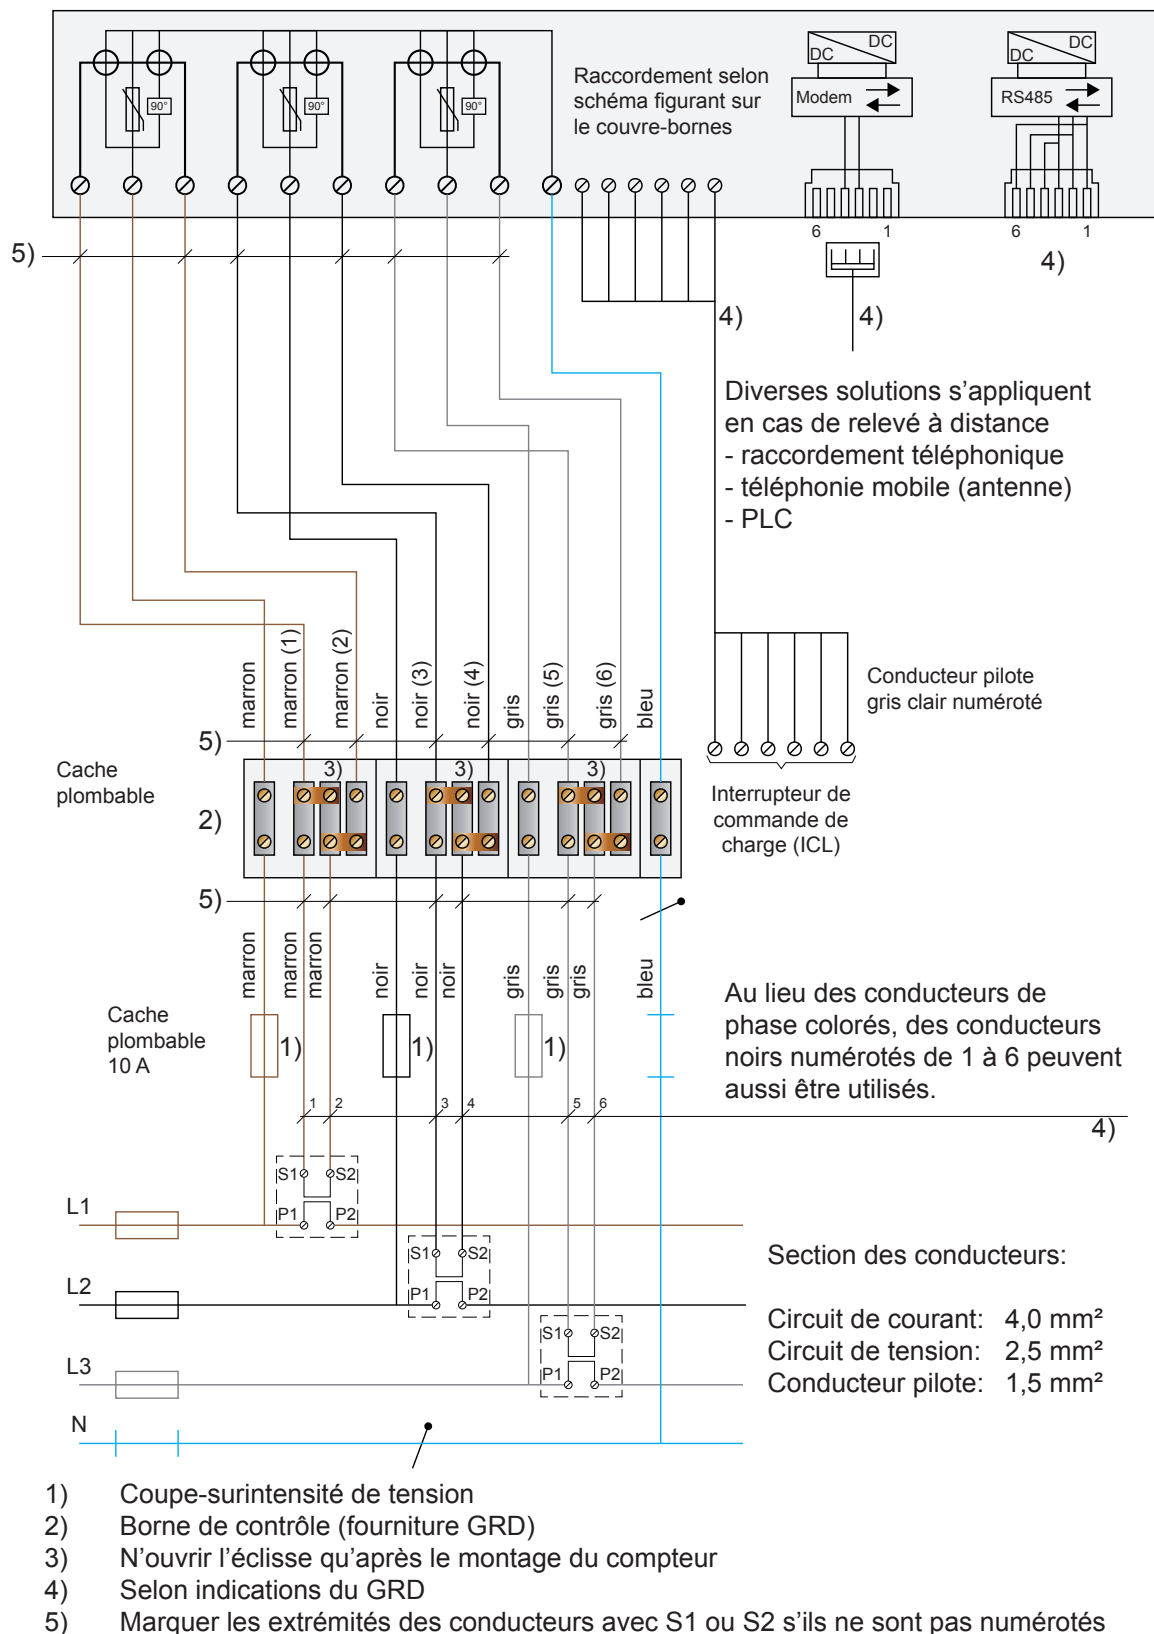 DC
DC
DC
DC
90°
90°
90°
Raccordement selon
schéma figurant sur
le couvre-bornes
Modem
RS485
6
1
6
1
5)
4)
4)
4)
Diverses solutions s'appliquent
en cas de relevé à distance
- raccordement téléphonique
- téléphonie mobile (antenne)
- PLC
marron
marron (1)
marron (2)
noir
noir (3)
noir (4)
gris
gris (5)
gris (6)
bleu
Conducteur pilote
gris clair numéroté
5)
Cache
plombable
3)
3)
3)
2)
Interrupteur de
commande de
charge (ICL)
5)
marron
marron
marron
noir
noir
noir
gris
gris
gris
bleu
Au lieu des conducteurs de
phase colorés, des conducteurs
noirs numérotés de 1 à 6 peuvent
aussi être utilisés.
Cache
plombable
10 A
1)
1)
1)
1
2
3
4
5
6
4)
S1
S2
P1
P2
L1
S1
S2
P1
P2
L2
S1
S2
P1
P2
L3
N
Section des conducteurs:
Circuit de courant: 4,0 mm²
Circuit de tension: 2,5 mm²
Conducteur pilote: 1,5 mm²
1) Coupe-surintensité de tension
2) Borne de contrôle (fourniture GRD)
3) N'ouvrir l'éclisse qu'après le montage du compteur
4) Selon indications du GRD
5) Marquer les extrémités des conducteurs avec S1 ou S2 s'ils ne sont pas numérotés